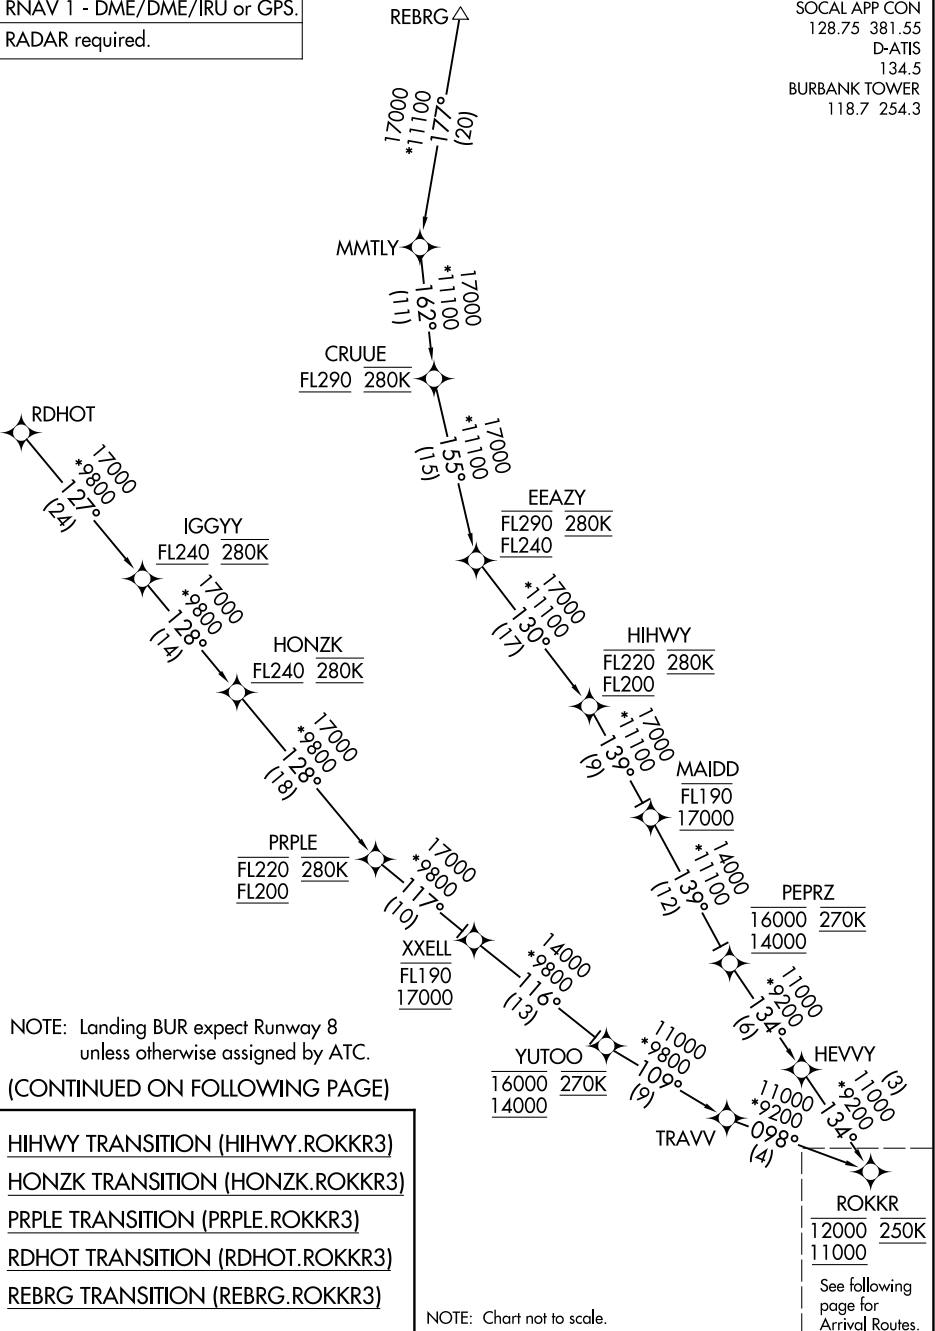 RNAV 1 - DME/DME/IRU or GPS.
RADAR required.
SOCAL APP CON
128.75 381.55
D-ATIS
134.5
BURBANK TOWER
118.7 254.3
REBRG
17000
*11100
177°
(20)
MMTLY
17000
*11100
162°
(11)
CRUUE
FL290 280K
17000
*11100
155°
(15)
EEAZY
FL290 280K
FL240
17000
*11100
130°
(17)
HIHWY
FL220 280K
FL200
17000
*11100
139°
(9)
MAIDD
FL190
17000
14000
*11100
139°
(12)
PEPRZ
16000 270K
14000
11000
*9200
134°
(6)
HEVVY
(3)
11000
*9200
134°
RDHOT
17000
*9800
127°
(24)
IGGYY
FL240 280K
17000
*9800
128°
(14)
HONZK
FL240 280K
17000
*9800
128°
(18)
PRPLE
FL220 280K
FL200
17000
*9800
117°
(10)
XXELL
FL190
17000
14000
*9800
116°
(13)
YUTOO
16000 270K
14000
11000
*9800
109°
(9)
TRAVV
11000
*9200
098°
(4)
ROKKR
12000 250K
11000
See following
page for
Arrival Routes.
NOTE: Landing BUR expect Runway 8
unless otherwise assigned by ATC.
(CONTINUED ON FOLLOWING PAGE)
HIHWY TRANSITION (HIHWY.ROKKR3)
HONZK TRANSITION (HONZK.ROKKR3)
PRPLE TRANSITION (PRPLE.ROKKR3)
RDHOT TRANSITION (RDHOT.ROKKR3)
REBRG TRANSITION (REBRG.ROKKR3)
NOTE: Chart not to scale.